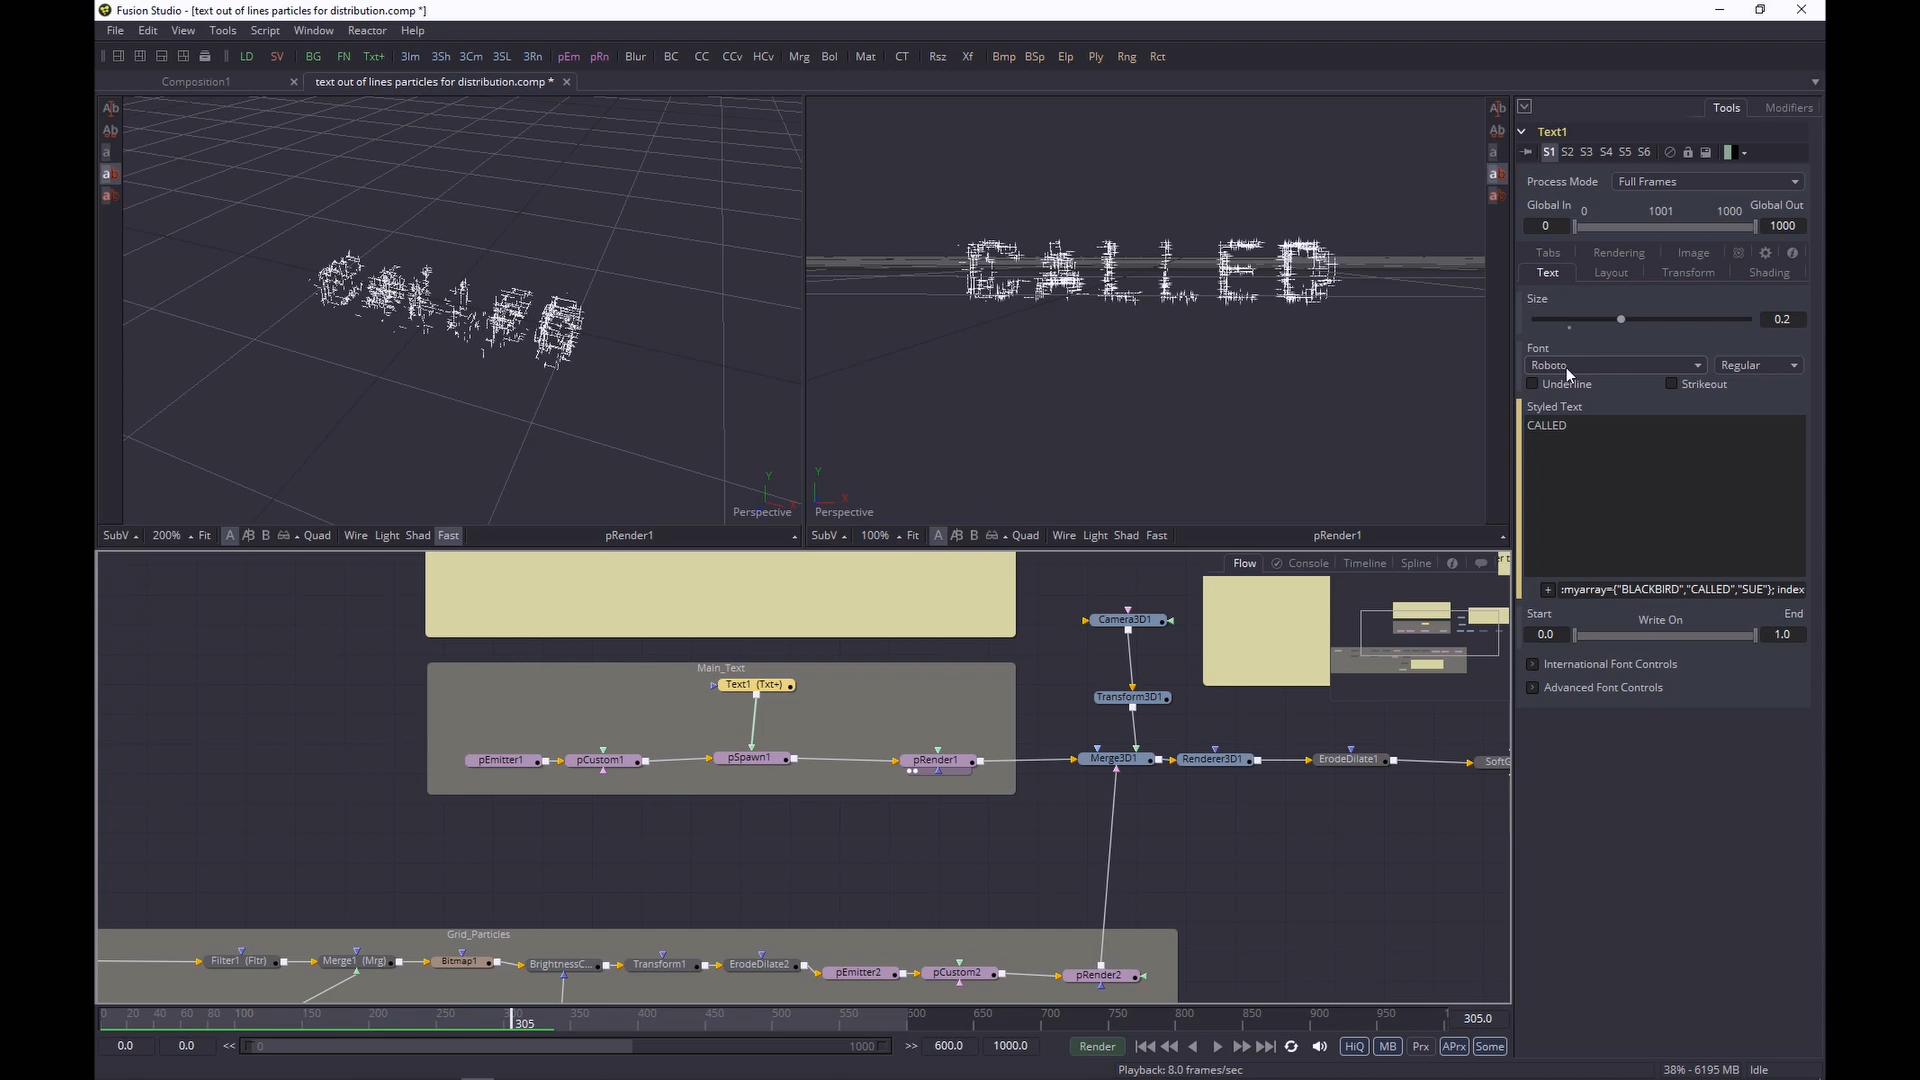 Fusion Studio - [text out of lines particles for distribution.comp *]
File Edit View Tools Script Window Reactor Help
LD SV BG FN Txt+ 3Im 3Sh 3Cm 3SL 3Rn pEm pRn Blur BC CC CCv HCv Mrg Bol Mat CT Rsz Xf Bmp BSp Elp Ply Rng Rct
Composition1 text out of lines particles for distribution.comp *
CALLED
CALLED
Y
X
Perspective
Y
X
Perspective
SubV 200% Fit A B Quad Wire Light Shad Fast pRender1
SubV 100% Fit A B Quad Wire Light Shad Fast pRender1
Flow Console Timeline Spline
Main_Text
Text1 (Txt+)
pEmitter1 pCustom1 pSpawn1 pRender1
Camera3D1
Transform3D1
Merge3D1 Renderer3D1 ErodeDilate1 SoftG
Grid_Particles
Filter1 (Fltr) Merge1 (Mrg) Bitmap1 BrightnessC... Transform1 ErodeDilate2 pEmitter2 pCustom2 pRender2
0 20 40 60 80 100 150 200 250 350 400 450 500 550 600 650 700 750 800 850 900 950
305
305.0
0.0 0.0 << 0 1000 >> 600.0 1000.0 Render HiQ MB Prx APrx Some
Playback: 8.0 frames/sec 38% - 6195 MB Idle
Tools Modifiers
Text1
S1 S2 S3 S4 S5 S6
Process Mode Full Frames
Global In 0 1001 1000 Global Out
0 1000
Tabs Rendering Image
Text Layout Transform Shading
Size
0.2
Font
Roboto Regular
Underline Strikeout
Styled Text
CALLED
+ :myarray={"BLACKBIRD","CALLED","SUE"}; index
Start Write On End
0.0 1.0
International Font Controls
Advanced Font Controls